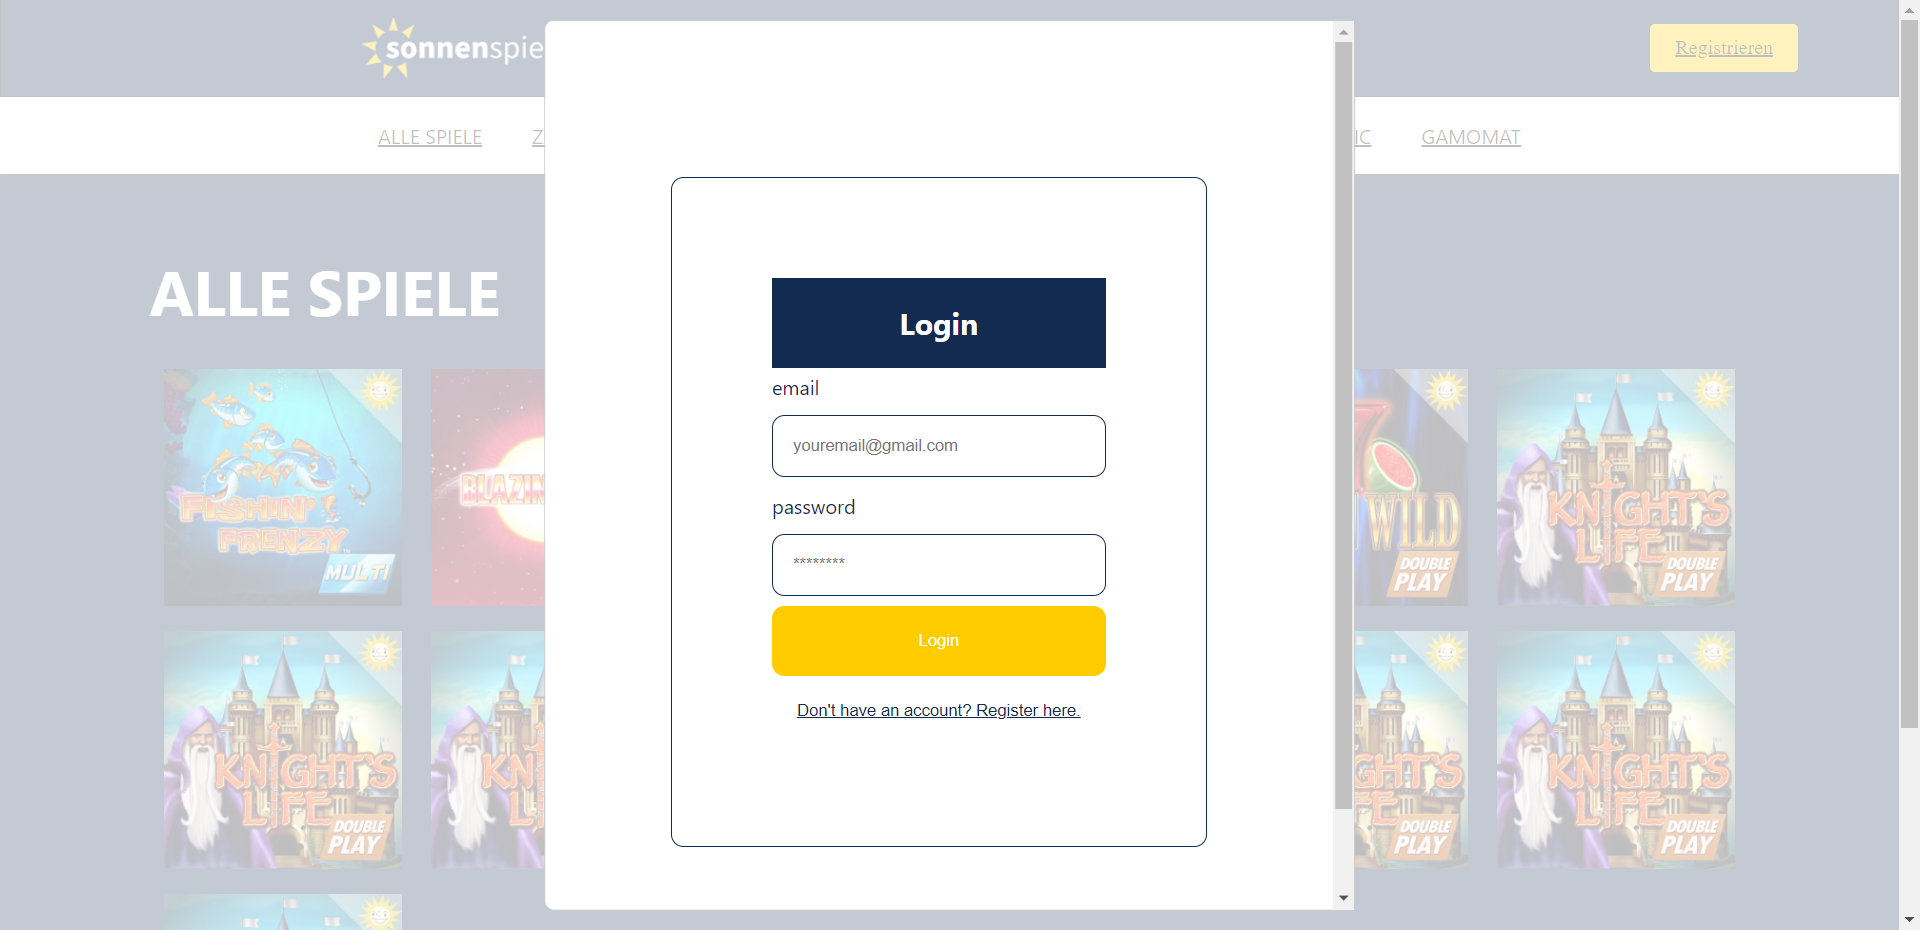 sonnenspie
Registrieren
ALLE SPIELE
Z
IC
GAMOMAT
ALLE SPIELE
FISHIN' FRENZY
MULTI
BLAZIN
WILD
DOUBLE PLAY
KNIGHT'S LIFE
DOUBLE PLAY
Login
email
youremail@gmail.com
password
********
Login
Don't have an account? Register here.
KNIGHT'S LIFE
DOUBLE PLAY
KN
LI
GHT'S
FE
DOUBLE PLAY
KNIGHT'S LIFE
DOUBLE PLAY